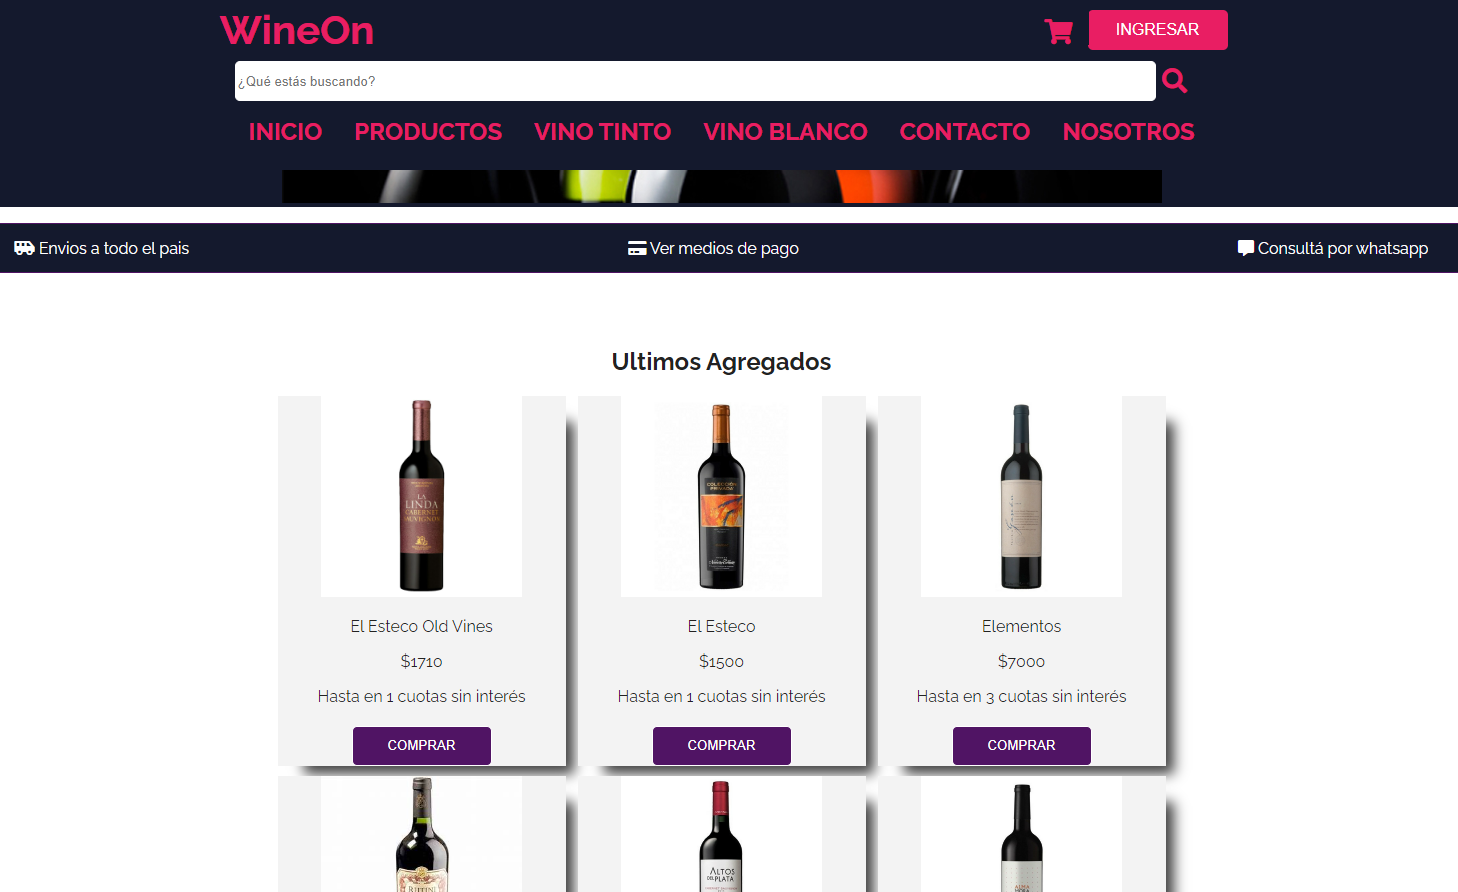 WineOn
INGRESAR
¿Qué estás buscando?
INICIO PRODUCTOS VINO TINTO VINO BLANCO CONTACTO NOSOTROS
Envios a todo el pais
Ver medios de pago
Consultá por whatsapp
Ultimos Agregados
LA
LINDA
CABERNET
SAUVIGNON
COLECCIÓN
PRIVADA
El Esteco Old Vines
$1710
Hasta en 1 cuotas sin interés
COMPRAR
El Esteco
$1500
Hasta en 1 cuotas sin interés
COMPRAR
Elementos
$7000
Hasta en 3 cuotas sin interés
COMPRAR
RUTINI
ALTOS
DEL PLATA
CABERNET SAUVIGNON